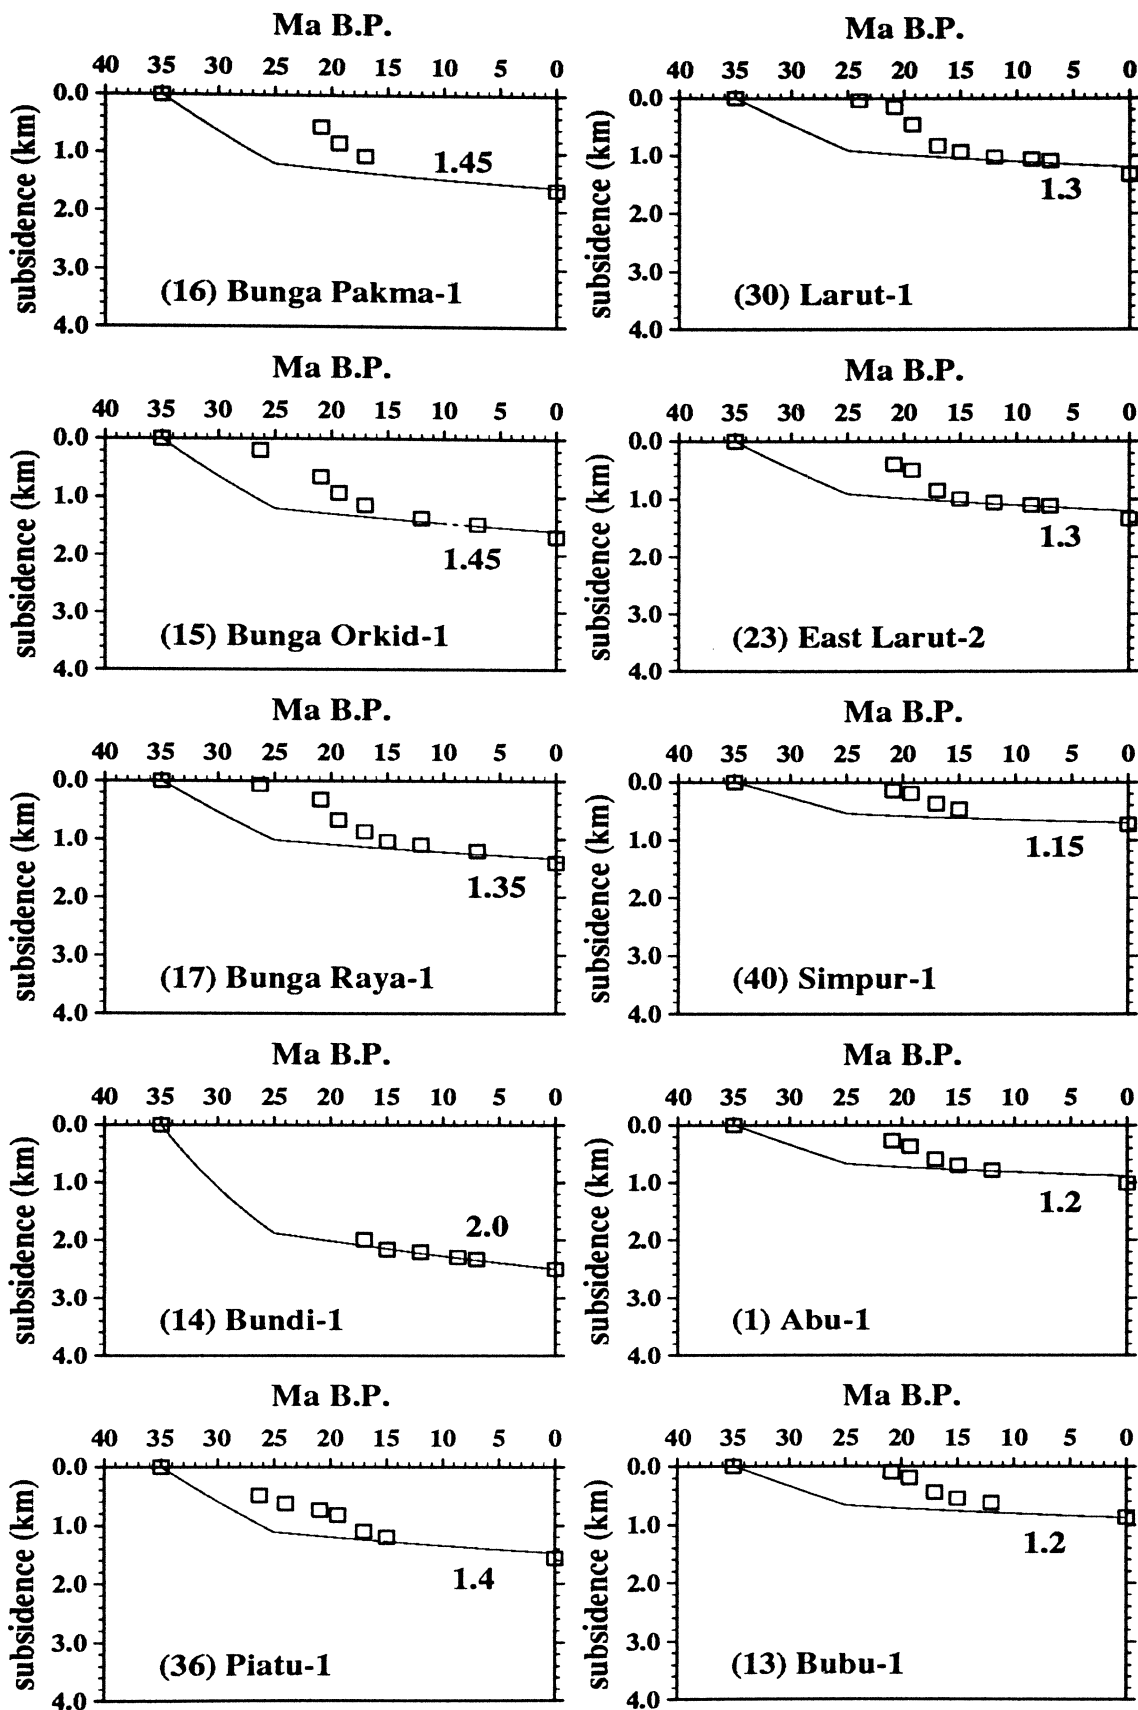 Ma B.P.
40 35 30 25 20 15 10 5 0
subsidence (km)
0.0
1.0
2.0
3.0
4.0
1.45
(16) Bunga Pakma-1
Ma B.P.
40 35 30 25 20 15 10 5 0
subsidence (km)
0.0
1.0
2.0
3.0
4.0
1.3
(30) Larut-1
Ma B.P.
40 35 30 25 20 15 10 5 0
subsidence (km)
0.0
1.0
2.0
3.0
4.0
1.45
(15) Bunga Orkid-1
Ma B.P.
40 35 30 25 20 15 10 5 0
subsidence (km)
0.0
1.0
2.0
3.0
4.0
1.3
(23) East Larut-2
Ma B.P.
40 35 30 25 20 15 10 5 0
subsidence (km)
0.0
1.0
2.0
3.0
4.0
1.35
(17) Bunga Raya-1
Ma B.P.
40 35 30 25 20 15 10 5 0
subsidence (km)
0.0
1.0
2.0
3.0
4.0
1.15
(40) Simpur-1
Ma B.P.
40 35 30 25 20 15 10 5 0
subsidence (km)
0.0
1.0
2.0
3.0
4.0
2.0
(14) Bundi-1
Ma B.P.
40 35 30 25 20 15 10 5 0
subsidence (km)
0.0
1.0
2.0
3.0
4.0
1.2
(1) Abu-1
Ma B.P.
40 35 30 25 20 15 10 5 0
subsidence (km)
0.0
1.0
2.0
3.0
4.0
1.4
(36) Piatu-1
Ma B.P.
40 35 30 25 20 15 10 5 0
subsidence (km)
0.0
1.0
2.0
3.0
4.0
1.2
(13) Bubu-1